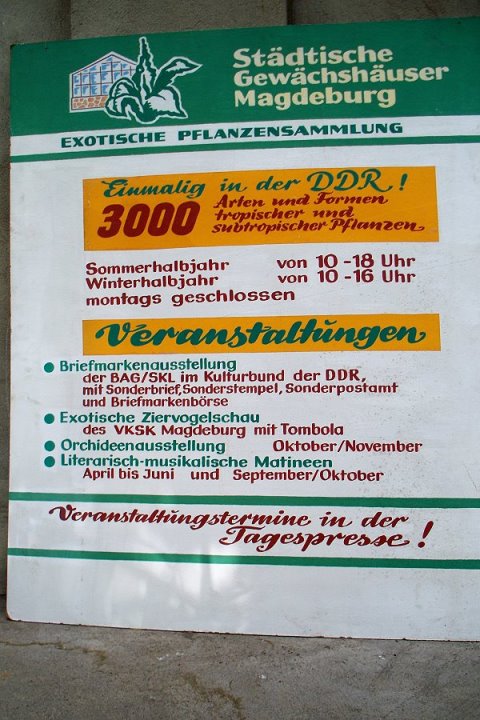 Städtische
Gewächshäuser
Magdeburg
EXOTISCHE PFLANZENSAMMLUNG
Einmalig in der DDR!
3000 Arten und Formen
tropischer und
subtropischer Pflanzen
Sommerhalbjahr von 10-18 Uhr
Winterhalbjahr von 10-16 Uhr
montags geschlossen
Veranstaltungen
Briefmarkenausstellung
der BAG/SKL im Kulturbund der DDR,
mit Sonderbrief, Sonderstempel, Sonderpostamt
und Briefmarkenbörse
Exotische Ziervogelschau
des VKSK Magdeburg mit Tombola
Orchideenausstellung Oktober/November
Literarisch-musikalische Matineen
April bis Juni und September/Oktober
Veranstaltungstermine in der
Tagespresse!